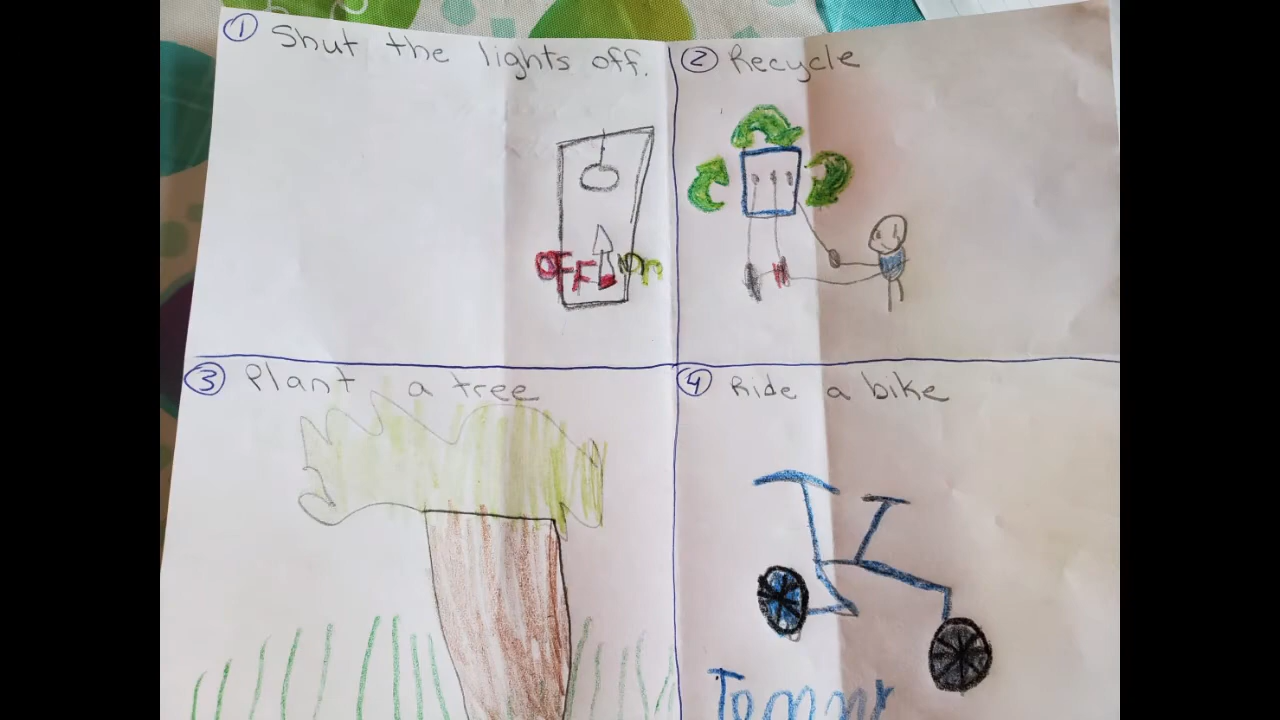 ① Shut the lights off.
OFF on
② Recycle
③ Plant a tree
④ Ride a bike